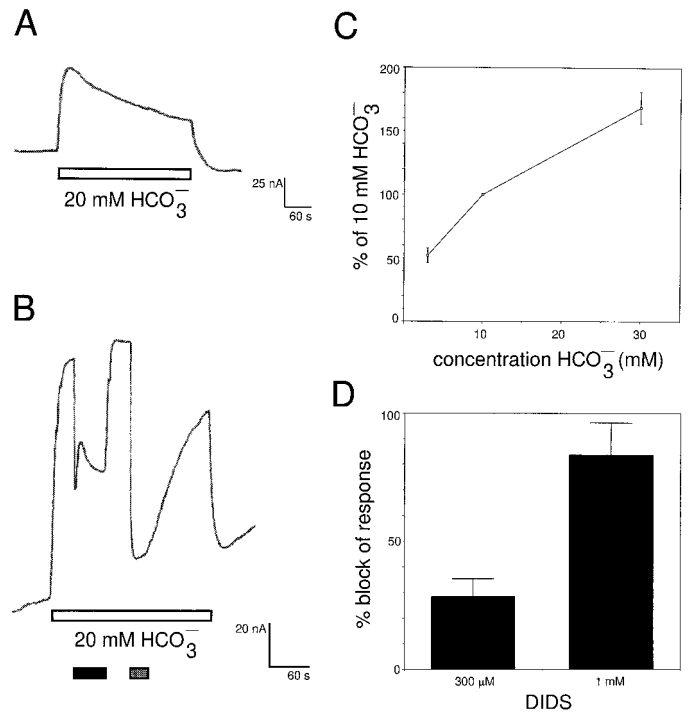 A
20 mM HCO₃⁻
25 nA
60 s
B
20 mM HCO₃⁻
20 nA
60 s
C
% of 10 mM HCO₃⁻
200
150
100
50
0
10
20
30
concentration HCO₃⁻ (mM)
D
% block of response
100
50
0
300 µM
1 mM
DIDS